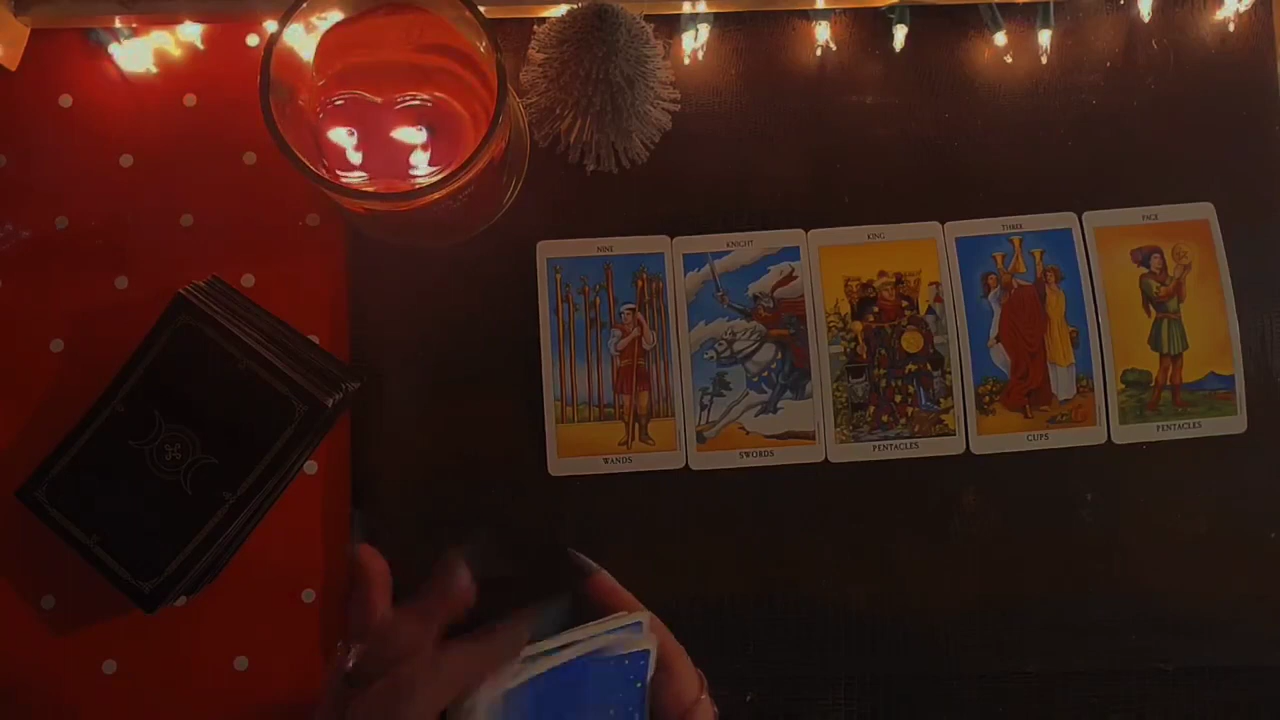 NINE
WANDS
KNIGHT
SWORDS
KING
PENTACLES
THREE
CUPS
PAGE
PENTACLES